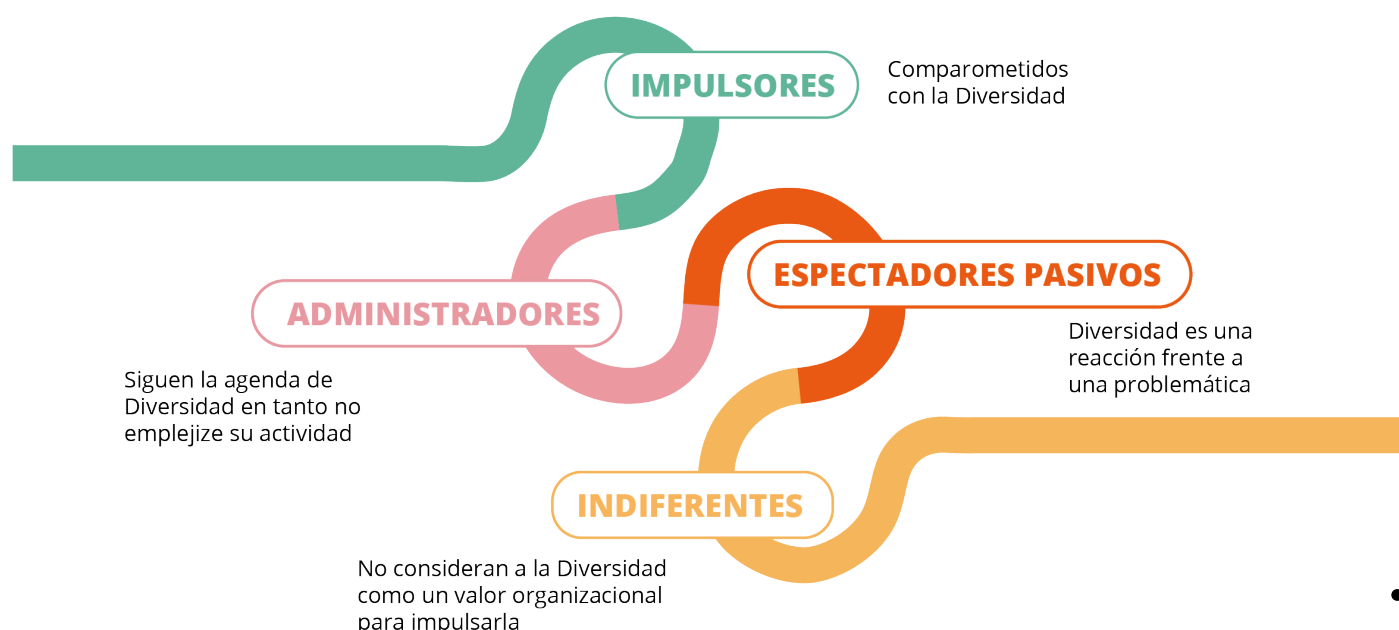 IMPULSORES
Comparometidos
con la Diversidad
ADMINISTRADORES
Siguen la agenda de
Diversidad en tanto no
emplejize su actividad
ESPECTADORES PASIVOS
Diversidad es una
reacción frente a
una problemática
INDIFERENTES
No consideran a la Diversidad
como un valor organizacional
para impulsarla